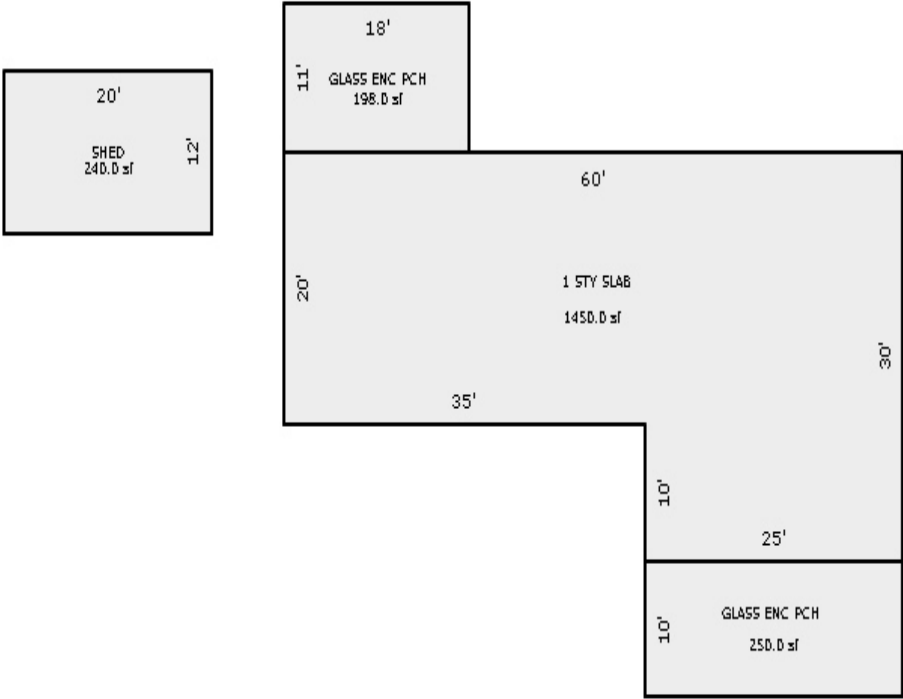 18'
11'
GLASS ENC PCH
198.0 sf
20'
SHED
240.0 sf
12'
60'
20'
1 STY SLAB
1450.0 sf
30'
35'
10'
25'
10'
GLASS ENC PCH
250.0 sf